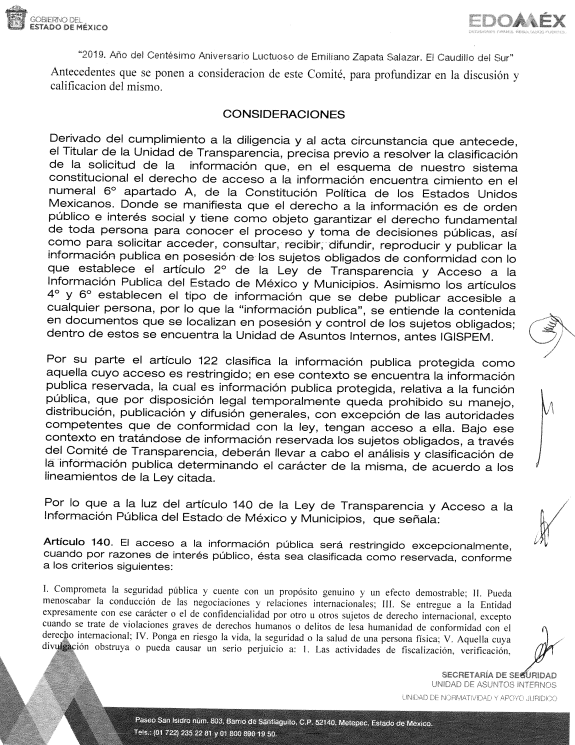 GOBIERNO DEL
ESTADO DE MÉXICO
EDOMÉX
DECISIONES FIRMES, RESULTADOS FUERTES.
“2019. Año del Centésimo Aniversario Luctuoso de Emiliano Zapata Salazar. El Caudillo del Sur”
Antecedentes que se ponen a consideracion de este Comité, para profundizar en la discusión y
calificacion del mismo.
CONSIDERACIONES
Derivado del cumplimiento a la diligencia y al acta circunstancia que antecede,
el Titular de la Unidad de Transparencia, precisa previo a resolver la clasificación
de la solicitud de la información que, en el esquema de nuestro sistema
constitucional el derecho de acceso a la información encuentra cimiento en el
numeral 6º apartado A, de la Constitución Política de los Estados Unidos
Mexicanos. Donde se manifiesta que el derecho a la información es de orden
público e interés social y tiene como objeto garantizar el derecho fundamental
de toda persona para conocer el proceso y toma de decisiones públicas, así
como para solicitar acceder, consultar, recibir, difundir, reproducir y publicar la
información publica en posesión de los sujetos obligados de conformidad con lo
que establece el artículo 2º de la Ley de Transparencia y Acceso a la
Información Publica del Estado de México y Municipios. Asimismo los artículos
4º y 6º establecen el tipo de información que se debe publicar accesible a
cualquier persona, por lo que la “información publica”, se entiende la contenida
en documentos que se localizan en posesión y control de los sujetos obligados;
dentro de estos se encuentra la Unidad de Asuntos Internos, antes IGISPEM.
Por su parte el artículo 122 clasifica la información publica protegida como
aquella cuyo acceso es restringido; en ese contexto se encuentra la información
publica reservada, la cual es información publica protegida, relativa a la función
pública, que por disposición legal temporalmente queda prohibido su manejo,
distribución, publicación y difusión generales, con excepción de las autoridades
competentes que de conformidad con la ley, tengan acceso a ella. Bajo ese
contexto en tratándose de información reservada los sujetos obligados, a través
del Comité de Transparencia, deberán llevar a cabo el análisis y clasificación de
la información publica determinando el carácter de la misma, de acuerdo a los
lineamientos de la Ley citada.
Por lo que a la luz del artículo 140 de la Ley de Transparencia y Acceso a la
Información Pública del Estado de México y Municipios, que señala:
Artículo 140. El acceso a la información pública será restringido excepcionalmente,
cuando por razones de interés público, ésta sea clasificada como reservada, conforme
a los criterios siguientes:
I. Comprometa la seguridad pública y cuente con un propósito genuino y un efecto demostrable; II. Pueda
menoscabar la conducción de las negociaciones y relaciones internacionales; III. Se entregue a la Entidad
expresamente con ese carácter o el de confidencialidad por otro u otros sujetos de derecho internacional, excepto
cuando se trate de violaciones graves de derechos humanos o delitos de lesa humanidad de conformidad con el
derecho internacional; IV. Ponga en riesgo la vida, la seguridad o la salud de una persona física; V. Aquella cuya
divulgación obstruya o pueda causar un serio perjuicio a: 1. Las actividades de fiscalización, verificación,
SECRETARÍA DE SEGURIDAD
UNIDAD DE ASUNTOS INTERNOS
UNIDAD DE NORMATIVIDAD Y APOYO JURÍDICO
Paseo San Isidro núm. 803, Barrio de Santiaguito, C.P. 52140, Metepec, Estado de México.
Tels.: (01 722) 235 22 81 y 01 800 890 19 50.